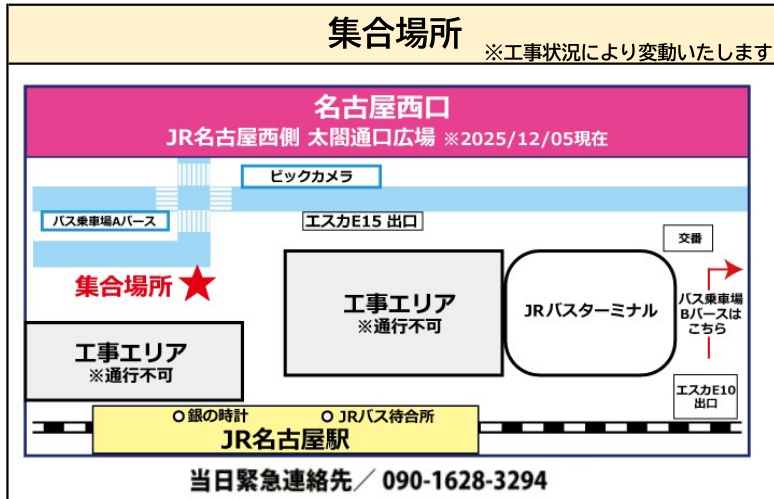 集合場所
※工事状況により変動いたします
名古屋西口
JR名古屋西側 太閤通口広場 ※2025/12/05現在
ビックカメラ
バス乗車場Aバース
エスカE15 出口
交番
集合場所
工事エリア
※通行不可
JRバスターミナル
バス乗車場
Bバースは
こちら
工事エリア
※通行不可
エスカE10
出口
銀の時計
JRバス待合所
JR名古屋駅
当日緊急連絡先／ 090-1628-3294